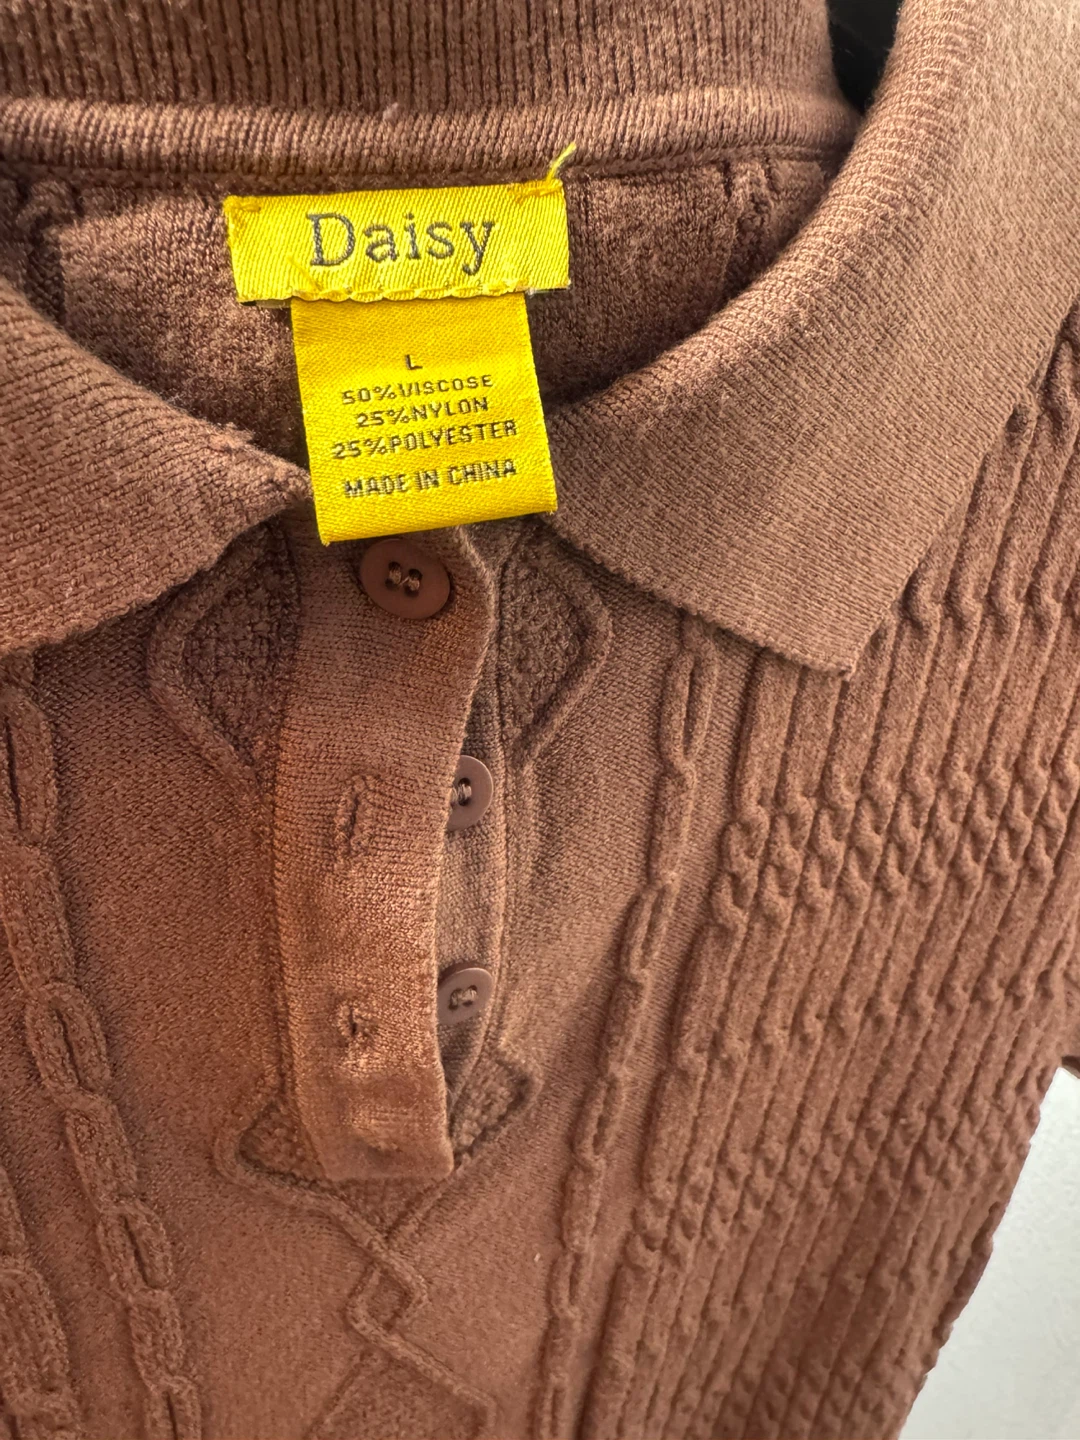 Daisy
L
50%VISCOSE
25%NYLON
25%POLYESTER
MADE IN CHINA